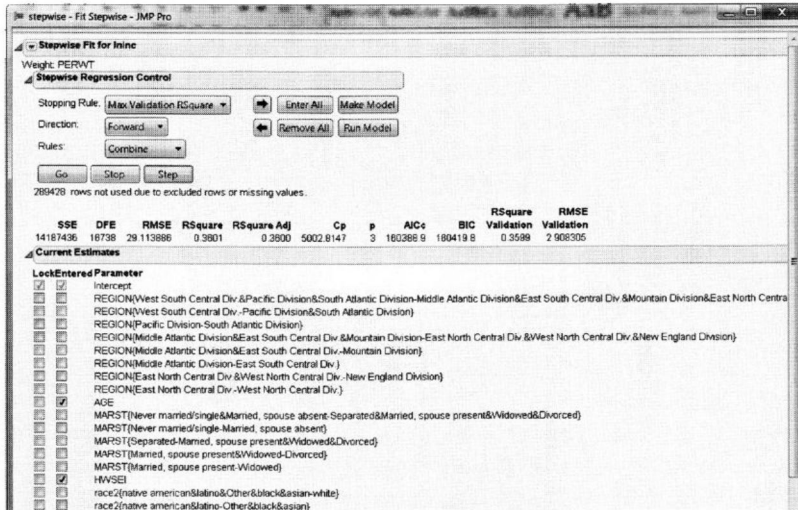 stepwise - Fit Stepwise - JMP Pro
Stepwise Fit for lninc
Weight: PERWT
Stepwise Regression Control
Stopping Rule: Max Validation RSquare Enter All Make Model
Direction: Forward Remove All Run Model
Rules: Combine
Go Stop Step
289428 rows not used due to excluded rows or missing values.
SSE DFE RMSE RSquare RSquare Adj Cp p AICc BIC RSquare Validation RMSE Validation
14187436 16738 29.113886 0.3601 0.3600 5002.8147 3 160388.9 160419.8 0.3599 2.908305
Current Estimates
Lock Entered Parameter
Intercept
REGION{West South Central Div.&Pacific Division&South Atlantic Division-Middle Atlantic Division&East South Central Div.&Mountain Division&East North Centra
REGION{West South Central Div.-Pacific Division&South Atlantic Division}
REGION{Pacific Division-South Atlantic Division}
REGION{Middle Atlantic Division&East South Central Div.&Mountain Division-East North Central Div.&West North Central Div.&New England Division}
REGION{Middle Atlantic Division&East South Central Div.-Mountain Division}
REGION{Middle Atlantic Division-East South Central Div.}
REGION{East North Central Div.&West North Central Div.-New England Division}
REGION{East North Central Div.-West North Central Div.}
AGE
MARST{Never married/single&Married, spouse absent-Separated&Married, spouse present&Widowed&Divorced}
MARST{Never married/single-Married, spouse absent}
MARST{Separated-Married, spouse present&Widowed&Divorced}
MARST{Married, spouse present&Widowed-Divorced}
MARST{Married, spouse present-Widowed}
HWSEI
race2{native american&latino&Other&black&asian-white}
race2{native american&latino-Other&black&asian}